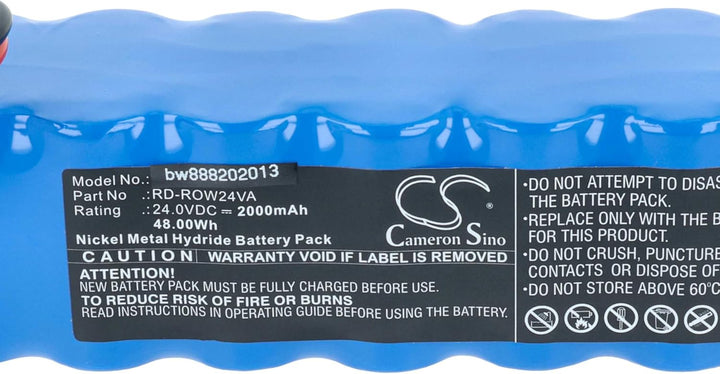 Model No.: bw888202013
Part No : RD-ROW24VA
Rating : 24.0VDC ⎓ 2000mAh
48.00Wh
Nickel Metal Hydride Battery Pack
CS
Cameron Sino
CAUTION WARRANTY VOID IF LABEL IS REMOVED
ATTENTION!
NEW BATTERY PACK MUST BE FULLY CHARGED BEFORE USE.
TO REDUCE RISK OF FIRE OR BURNS
READ INSTRUCTIONS IN OPERATING GUIDE BEFORE USING THE BATTERY.
•DO NOT ATTEMPT TO DISAS
THE BATTERY PACK.
•REPLACE ONLY WITH THE B
FOR THIS PRODUCT.
•DO NOT CRUSH, PUNCTURE
CONTACTS OR DISPOSE OF
•DO NOT STORE ABOVE 60°C